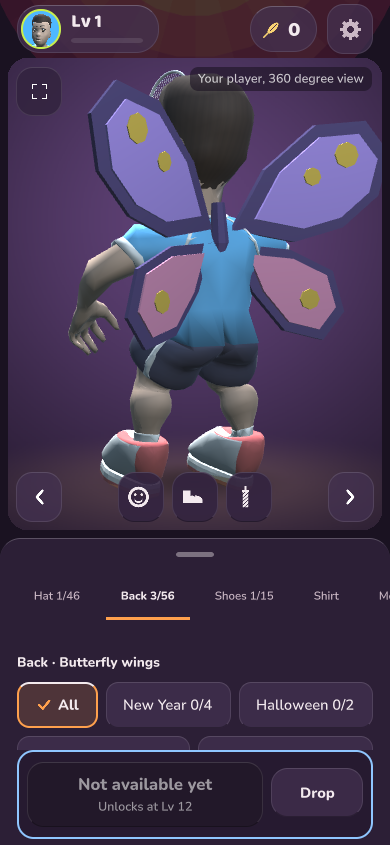 Lv 1
0
Your player, 360 degree view
Hat 1/46
Back 3/56
Shoes 1/15
Shirt
Back · Butterfly wings
All
New Year 0/4
Halloween 0/2
Not available yet
Unlocks at Lv 12
Drop